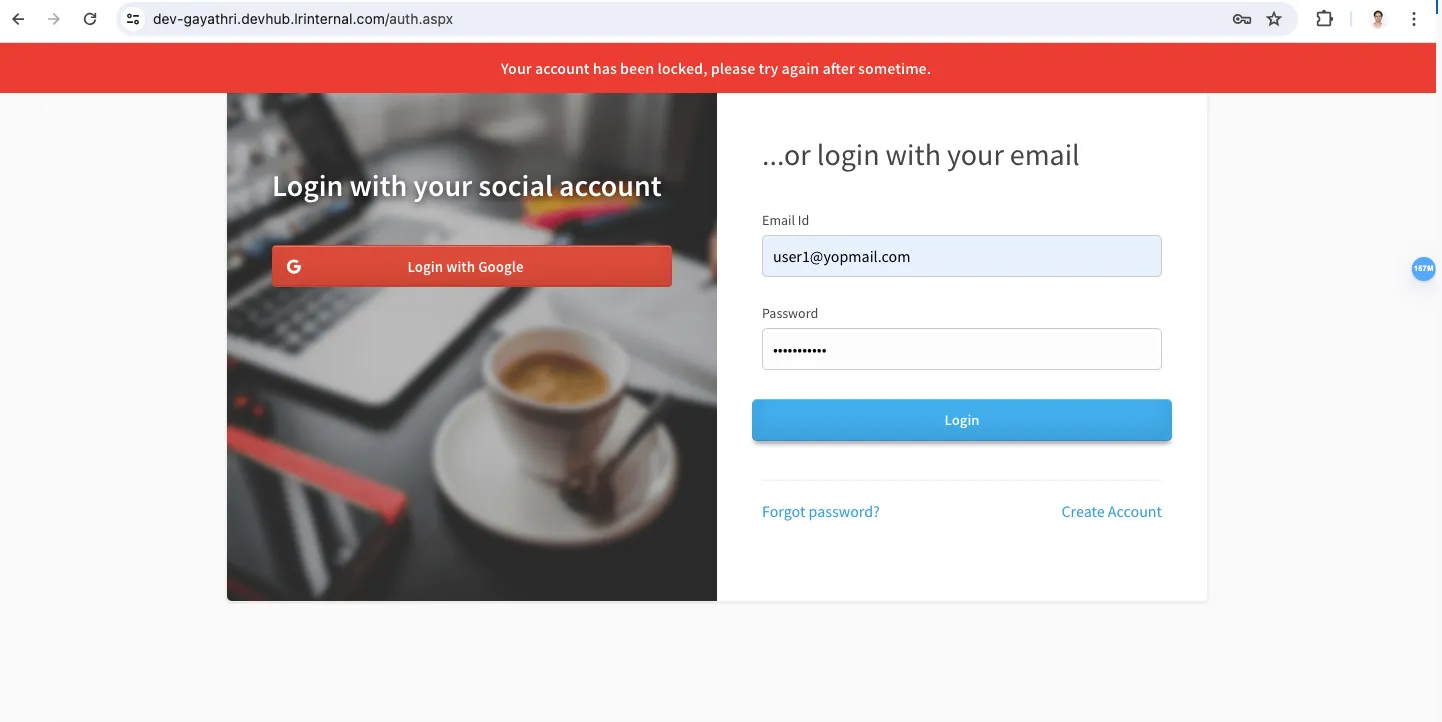 dev-gayathri.devhub.lrinternal.com/auth.aspx
Your account has been locked, please try again after sometime.
Login with your social account
G Login with Google
...or login with your email
Email Id
user1@yopmail.com
Password
•••••••••••
Login
Forgot password?
Create Account
157M